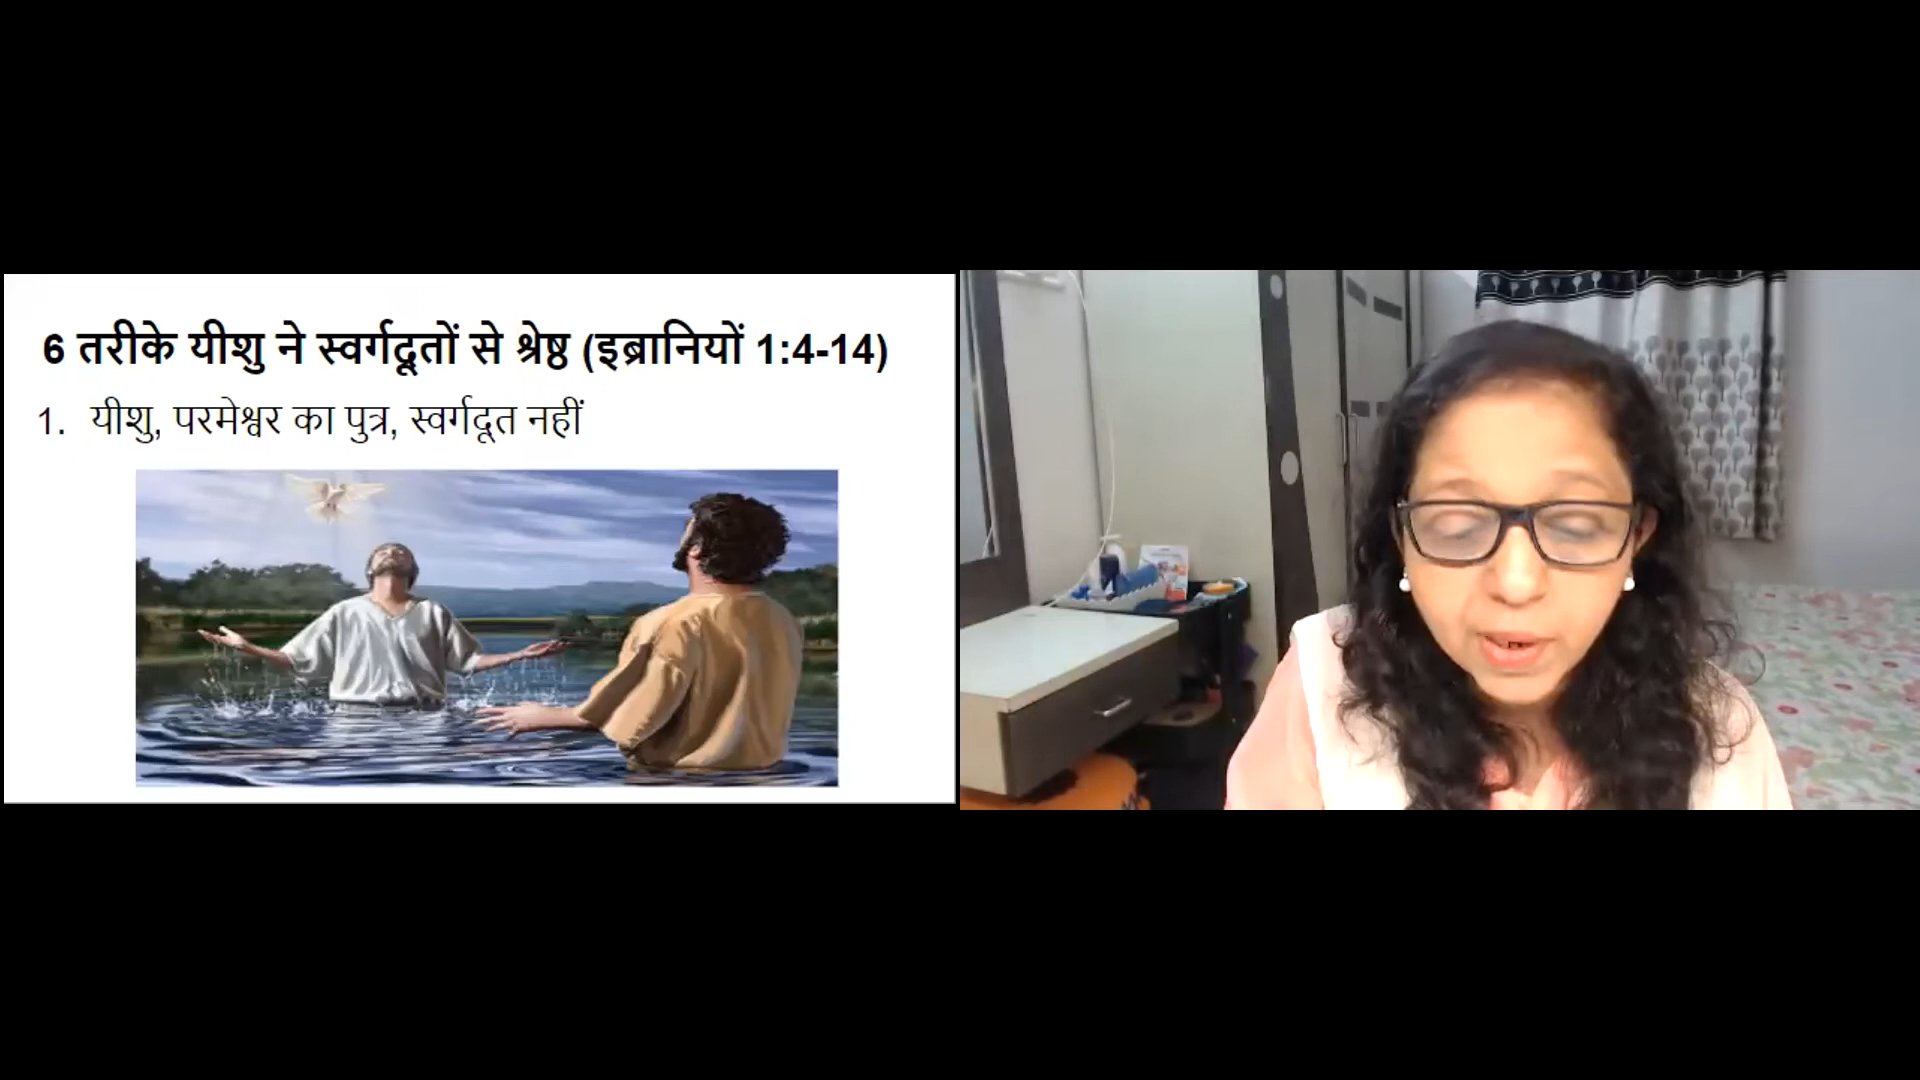 6 तरीके यीशु ने स्वर्गदूतों से श्रेष्ठ (इब्रानियों 1:4-14)
1. यीशु, परमेश्वर का पुत्र, स्वर्गदूत नहीं